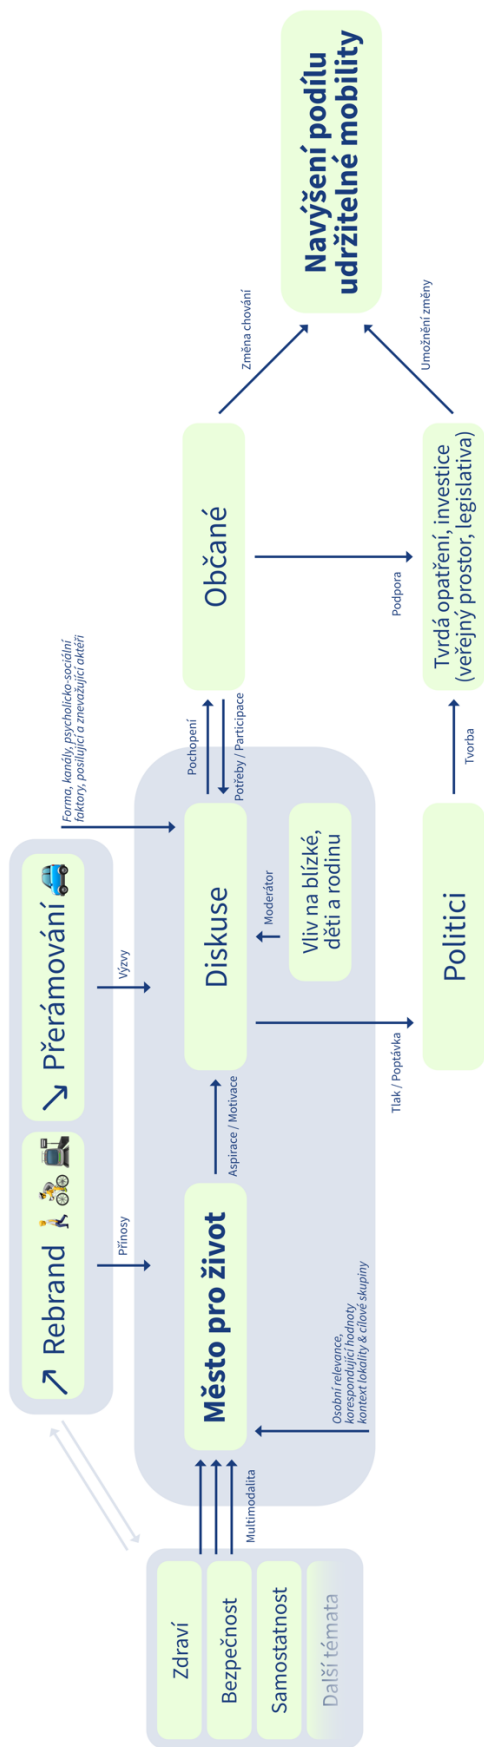 Zdraví
Bezpečnost
Samostatnost
Další témata
Multimodalita
Rebrand
Přerámování
Přínosy
Výzvy
Forma, kanály, psycholicko-sociální
faktory, posilující a znevažující aktéři
Město pro život
Osobní relevance,
korespondující hodnoty
kontext lokality & cílové skupiny
Aspirace / Motivace
Diskuse
Moderátor
Vliv na blízké,
děti a rodinu
Pochopení
Potřeby / Participace
Tlak / Poptávka
Občané
Politici
Podpora
Tvorba
Tvrdá opatření, investice
(veřejný prostor, legislativa)
Změna chování
Umožnění změny
Navýšení podílu
udržitelné mobility